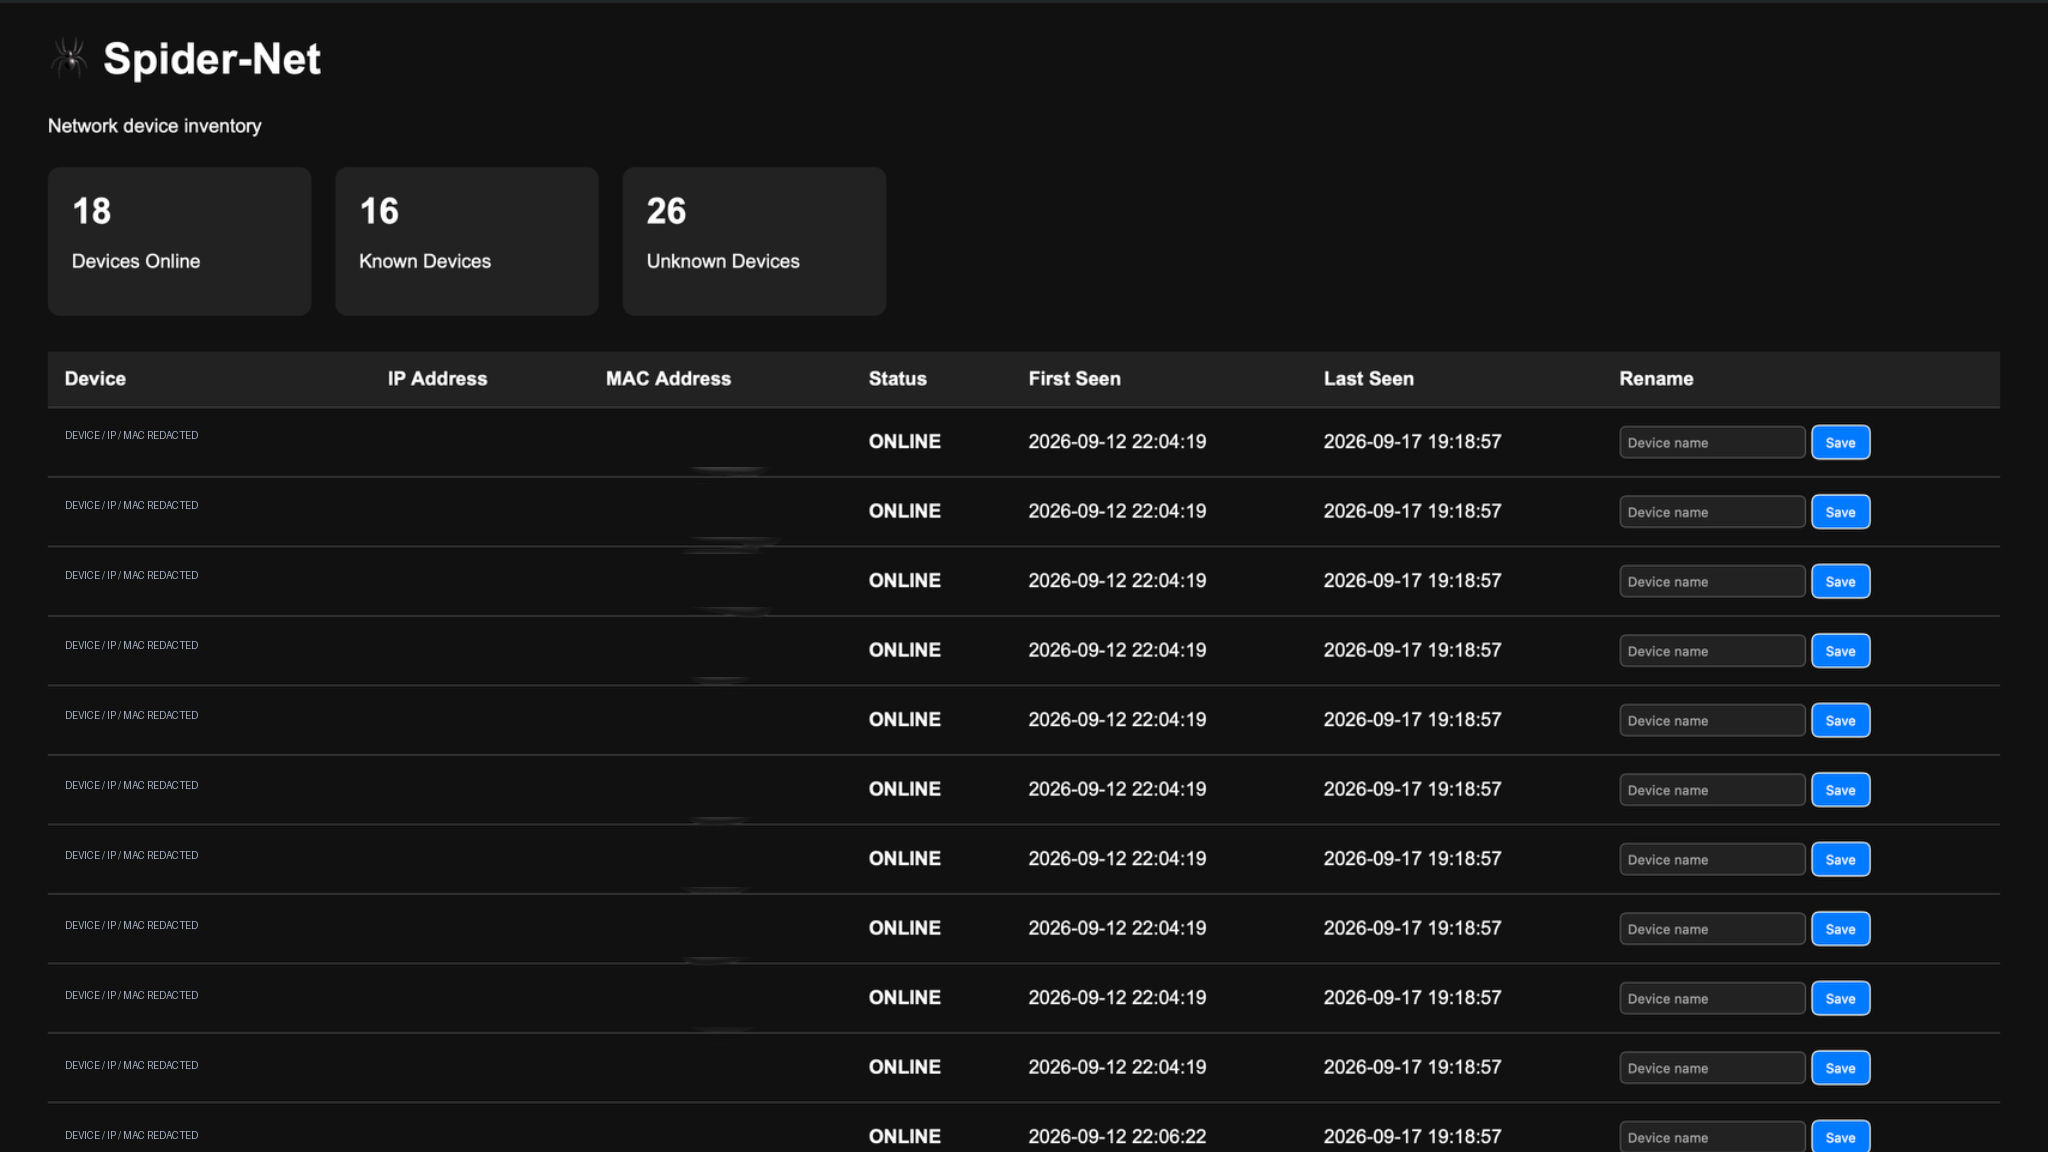 Spider-Net
Network device inventory
18
Devices Online
16
Known Devices
26
Unknown Devices
Device IP Address MAC Address Status First Seen Last Seen Rename
DEVICE / IP / MAC REDACTED ONLINE 2026-09-12 22:04:19 2026-09-17 19:18:57 Device name Save
DEVICE / IP / MAC REDACTED ONLINE 2026-09-12 22:04:19 2026-09-17 19:18:57 Device name Save
DEVICE / IP / MAC REDACTED ONLINE 2026-09-12 22:04:19 2026-09-17 19:18:57 Device name Save
DEVICE / IP / MAC REDACTED ONLINE 2026-09-12 22:04:19 2026-09-17 19:18:57 Device name Save
DEVICE / IP / MAC REDACTED ONLINE 2026-09-12 22:04:19 2026-09-17 19:18:57 Device name Save
DEVICE / IP / MAC REDACTED ONLINE 2026-09-12 22:04:19 2026-09-17 19:18:57 Device name Save
DEVICE / IP / MAC REDACTED ONLINE 2026-09-12 22:04:19 2026-09-17 19:18:57 Device name Save
DEVICE / IP / MAC REDACTED ONLINE 2026-09-12 22:04:19 2026-09-17 19:18:57 Device name Save
DEVICE / IP / MAC REDACTED ONLINE 2026-09-12 22:04:19 2026-09-17 19:18:57 Device name Save
DEVICE / IP / MAC REDACTED ONLINE 2026-09-12 22:04:19 2026-09-17 19:18:57 Device name Save
DEVICE / IP / MAC REDACTED ONLINE 2026-09-12 22:06:22 2026-09-17 19:18:57 Device name Save